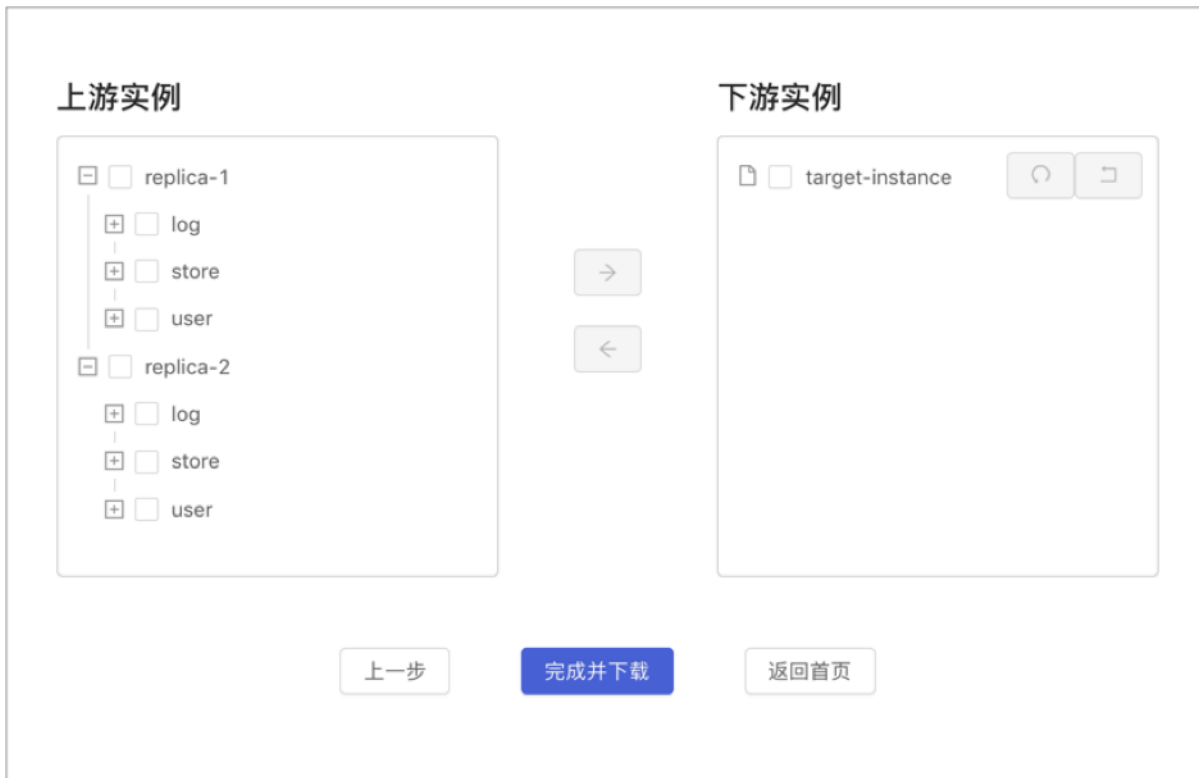 上游实例
下游实例
replica-1
log
store
user
replica-2
log
store
user
target-instance
上一步
完成并下载
返回首页